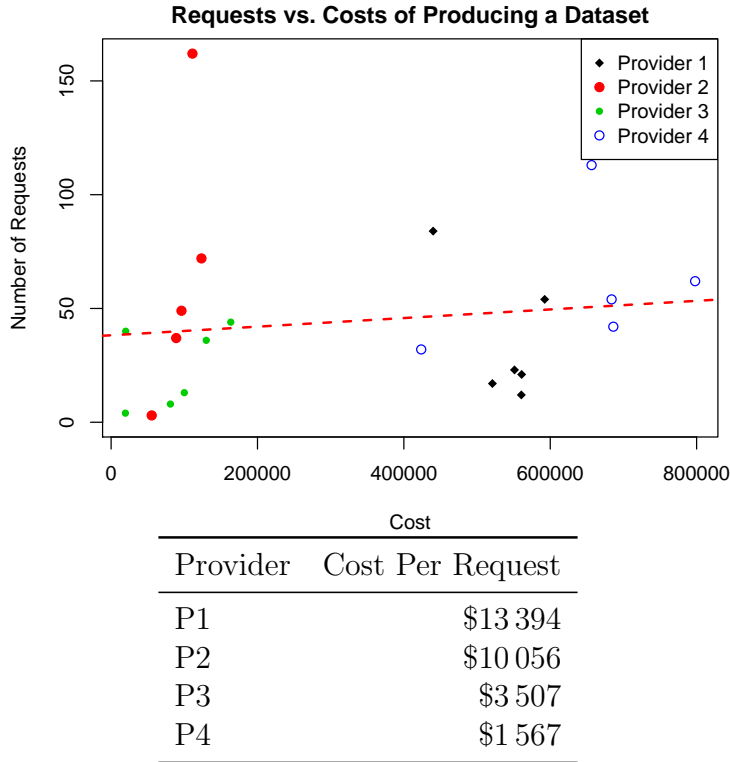 Requests vs. Costs of Producing a Dataset
Provider 1
Provider 2
Provider 3
Provider 4
Number of Requests
150
100
50
0
0 200000 400000 600000 800000
Cost
Provider Cost Per Request
P1 $13 394
P2 $10 056
P3 $3 507
P4 $1 567